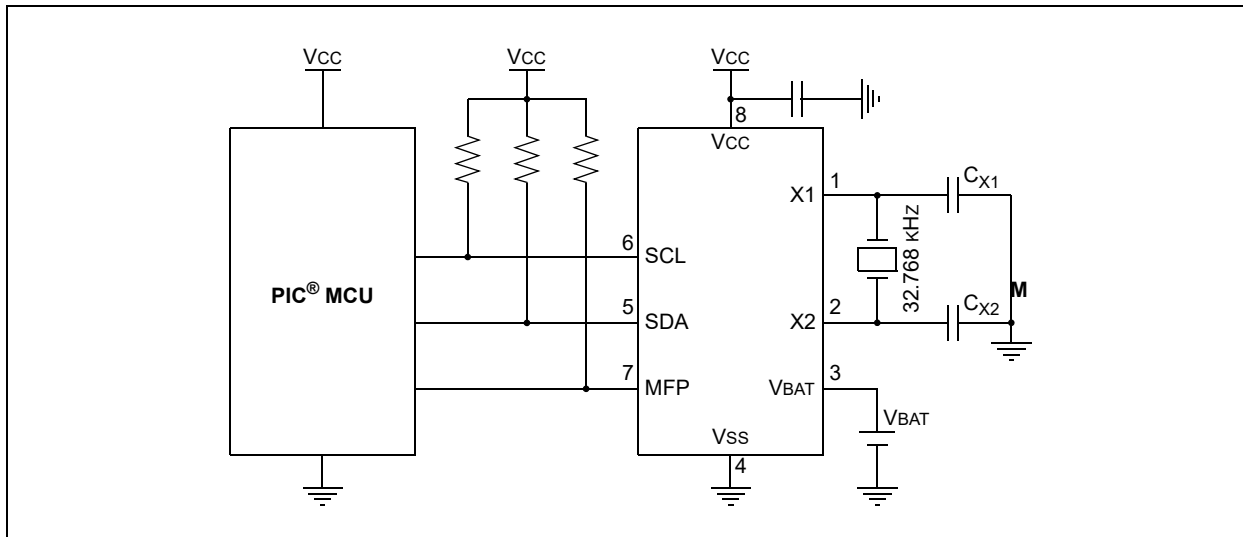 VCC
VCC
VCC
8
VCC
1
X1
CX1
32.768 KHz
6
SCL
PIC® MCU
M
5
SDA
2
X2
CX2
7
MFP
3
VBAT
VBAT
VSS
4